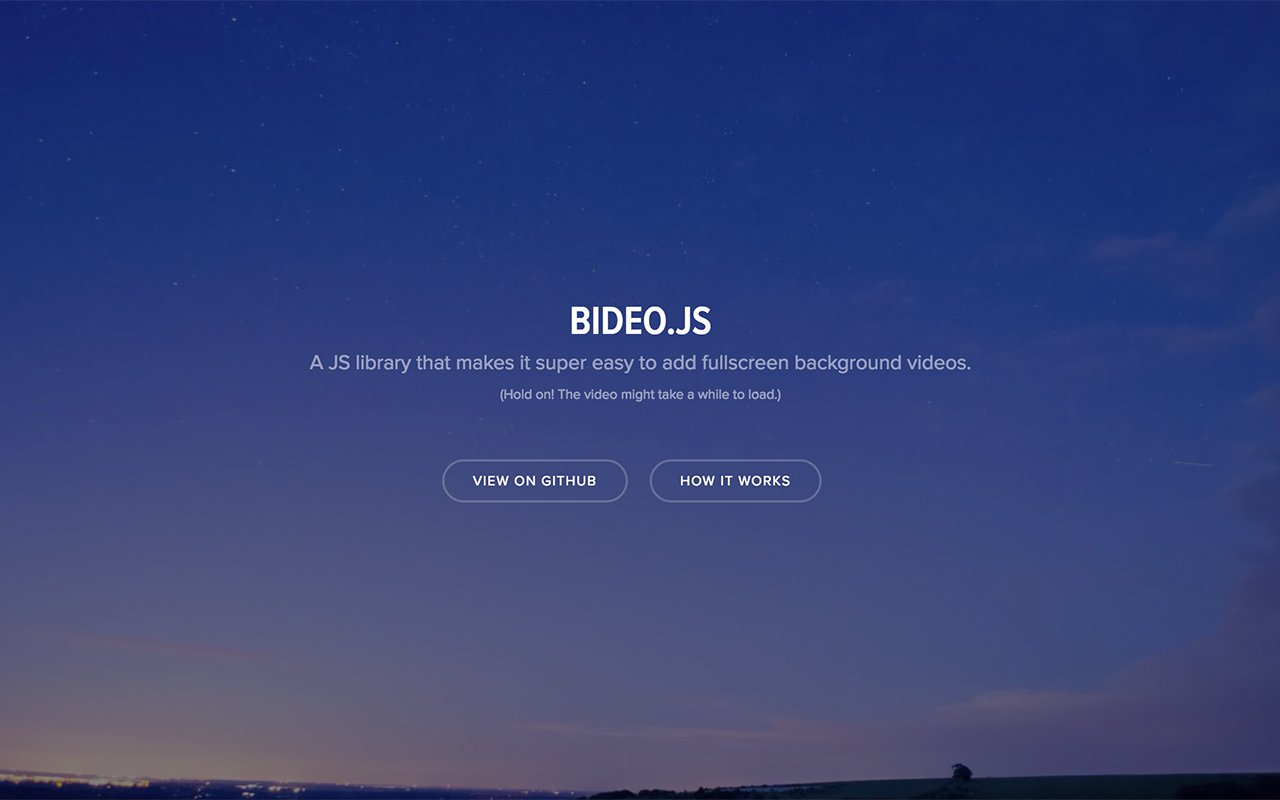 BIDEO.JS
A JS library that makes it super easy to add fullscreen background videos.
(Hold on! The video might take a while to load.)
VIEW ON GITHUB
HOW IT WORKS